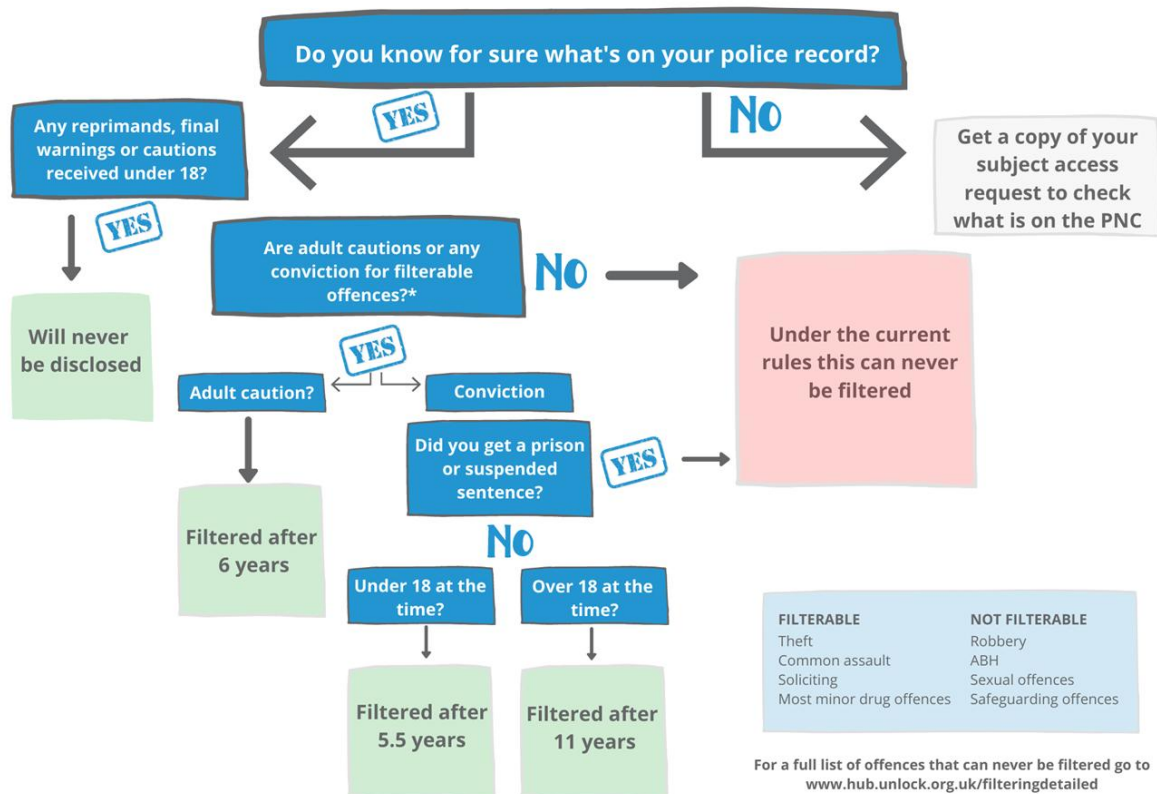 Do you know for sure what's on your police record?
YES
No
Any reprimands, final
warnings or cautions
received under 18?
Get a copy of your
subject access
request to check
what is on the PNC
YES
Are adult cautions or any
conviction for filterable
offences?*
No
Will never
be disclosed
Under the current
rules this can never
be filtered
YES
Adult caution?
Conviction
Did you get a prison
or suspended
sentence?
YES
Filtered after
6 years
No
Under 18 at the
time?
Over 18 at the
time?
Filtered after
5.5 years
Filtered after
11 years
FILTERABLE
Theft
Common assault
Soliciting
Most minor drug offences
NOT FILTERABLE
Robbery
ABH
Sexual offences
Safeguarding offences
For a full list of offences that can never be filtered go to
www.hub.unlock.org.uk/filteringdetailed